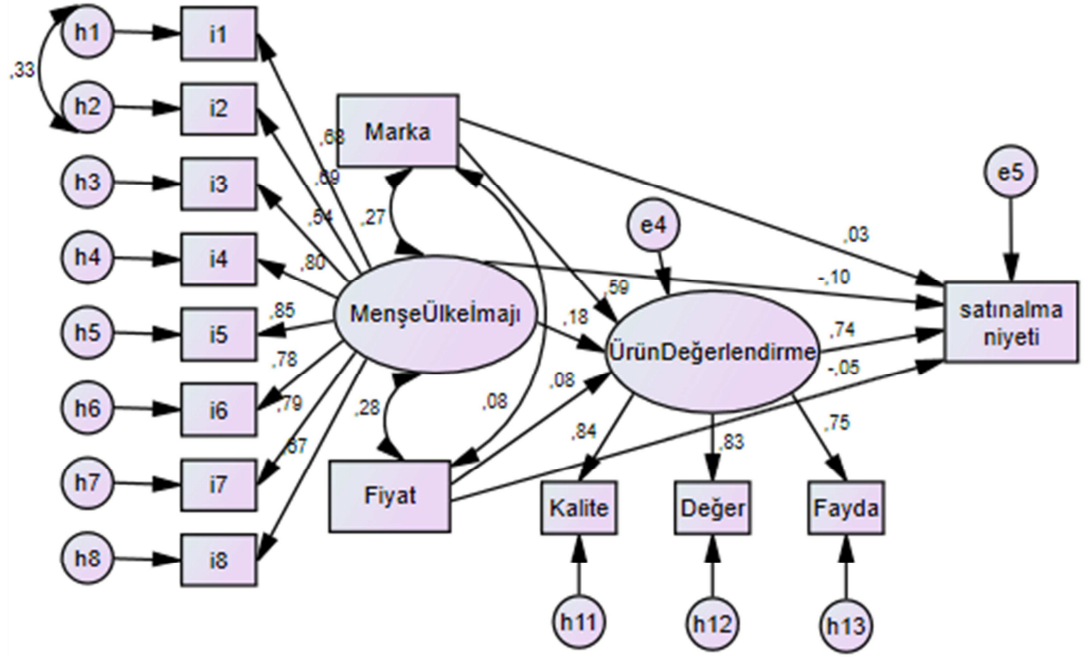 h1
i1
,33
h2
i2
h3
i3
h4
i4
h5
i5
h6
i6
h7
i7
h8
i8
,68
,69
,54
,80
,85
,78
,79
,67
Marka
,27
MenşeÜlkeİmajı
,28
Fiyat
,08
,59
,18
,08
e4
ÜrünDeğerlendirme
,03
-,10
,74
-,05
e5
satınalma
niyeti
,84
,83
,75
Kalite
Değer
Fayda
h11
h12
h13